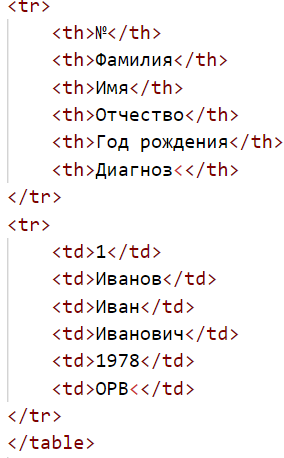 <tr>
<th>№</th>
<th>Фамилия</th>
<th>Имя</th>
<th>Отчество</th>
<th>Год рождения</th>
<th>Диагноз<</th>
</tr>
<tr>
<td>1</td>
<td>Иванов</td>
<td>Иван</td>
<td>Иванович</td>
<td>1978</td>
<td>ОРВ<</td>
</tr>
</table>